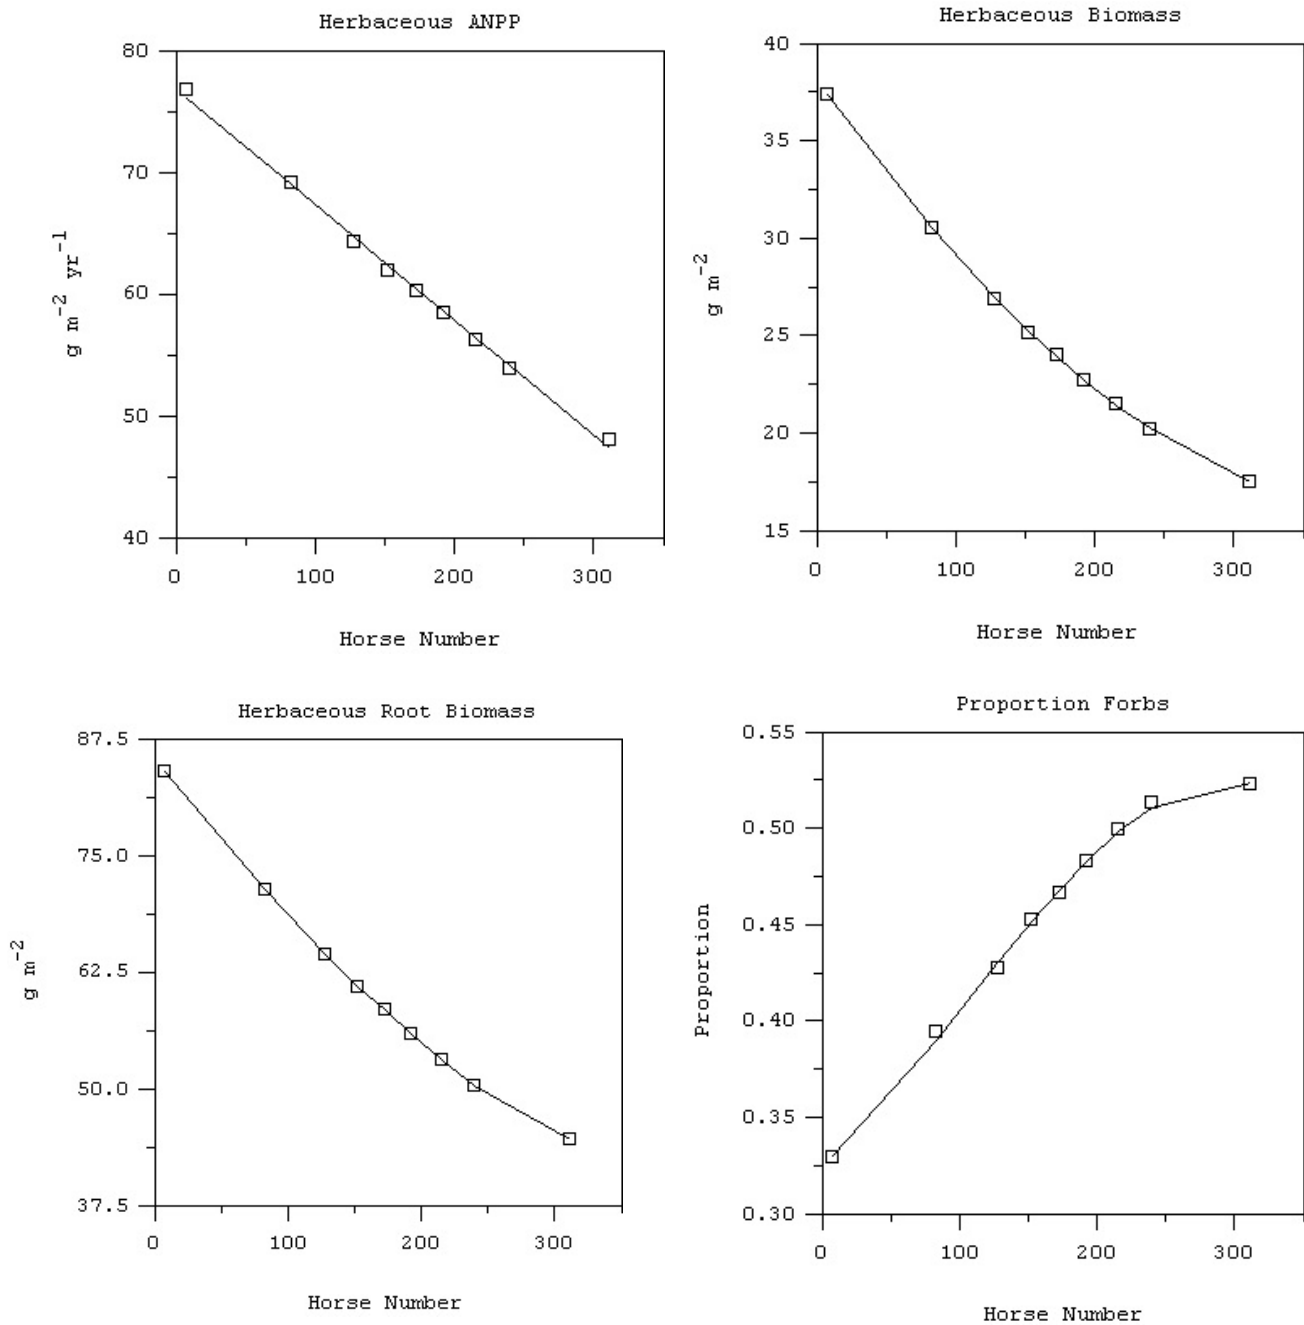 Herbaceous ANPP
80
70
60
50
40
g m-2 yr-1
0 100 200 300
Horse Number
Herbaceous Biomass
40
35
30
25
20
15
g m-2
0 100 200 300
Horse Number
Herbaceous Root Biomass
87.5
75.0
62.5
50.0
37.5
g m-2
0 100 200 300
Horse Number
Proportion Forbs
0.55
0.50
0.45
0.40
0.35
0.30
Proportion
0 100 200 300
Horse Number